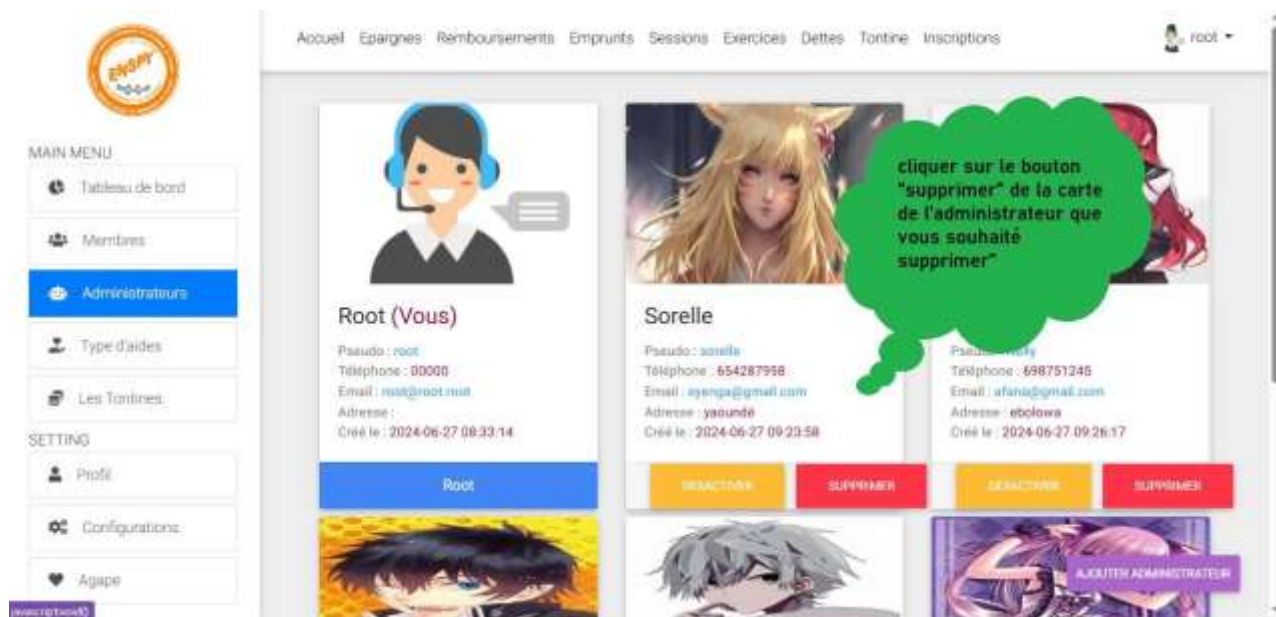 ENSPY
Accueil Epargnes Remboursements Emprunts Sessions Exercices Dettes Tontine Inscriptions
root
MAIN MENU
Tableau de bord
Membres
Administrateurs
Type d'aides
Les Tontines
SETTING
Profil
Configurations
Agape
Root (Vous)
Pseudo : root
Téléphone : 00000
Email : root@root.root
Adresse :
Créé le : 2024-06-27 08:33:14
Root
Sorelle
Pseudo : sorelle
Téléphone : 654287958
Email : eyenga@gmail.com
Adresse : yaoundé
Créé le : 2024-06-27 09:23:58
DESACTIVER
SUPPRIMER
cliquer sur le bouton
"supprimer" de la carte
de l'administrateur que
vous souhaité
supprimer"
Téléphone : 698751245
Email : afana@gmail.com
Adresse : ebolowa
Créé le : 2024-06-27 09:26:17
DESACTIVER
SUPPRIMER
AJOUTER ADMINISTRATEUR